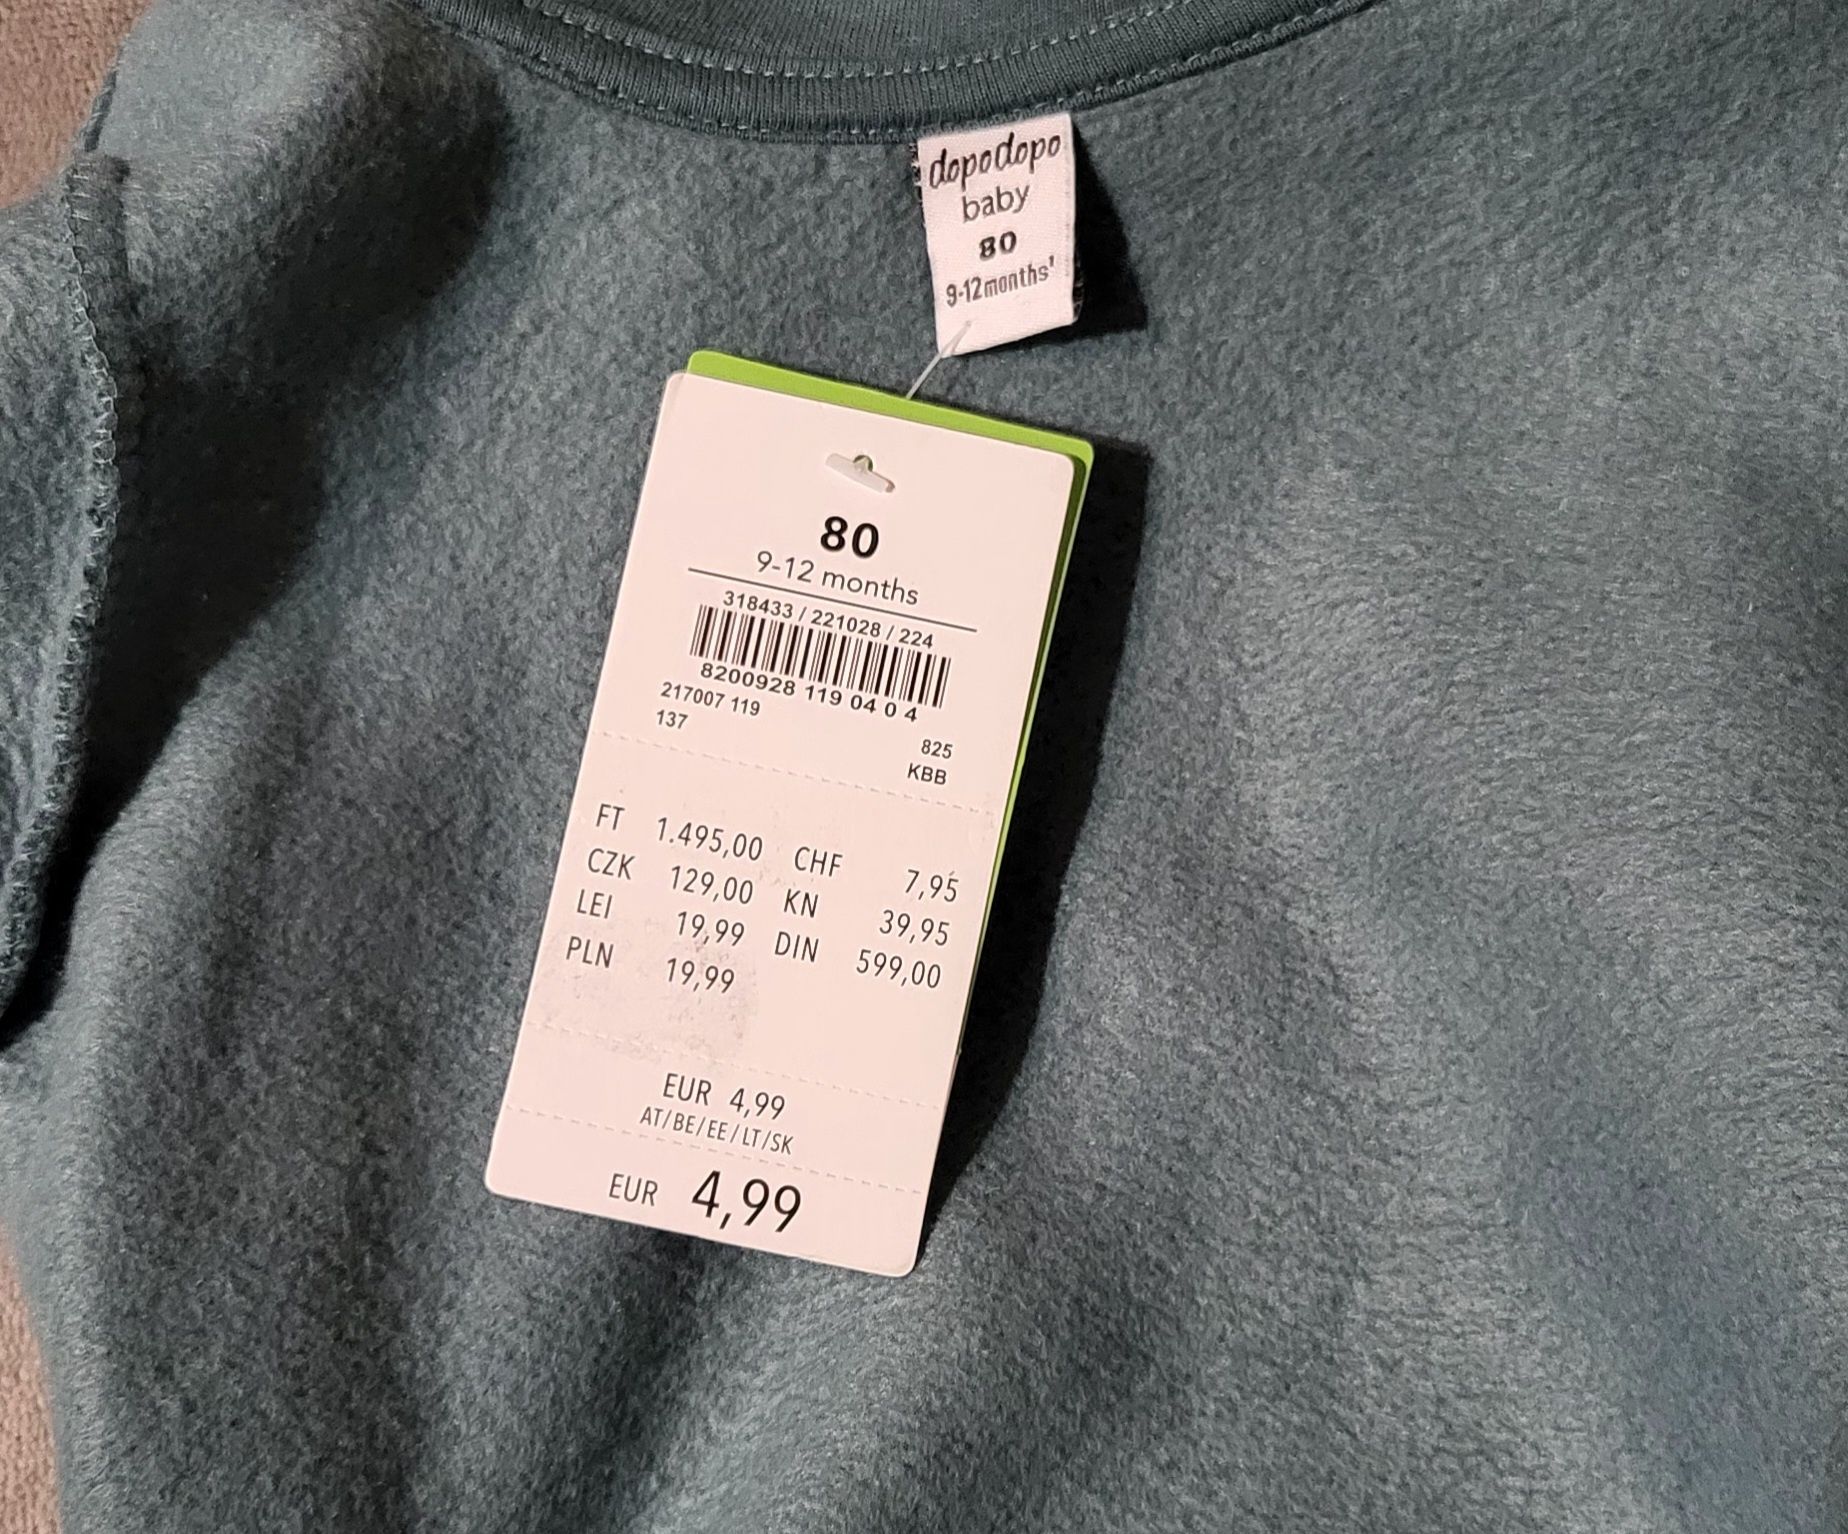 dopodopo
baby
80
9-12months'
80
9-12 months
318433 / 221028 / 224
8200928 119 04 0 4
217007 119
137
825
KBB
FT 1.495,00 CHF 7,95
CZK 129,00 KN 39,95
LEI 19,99 DIN 599,00
PLN 19,99
EUR 4,99
AT/BE/EE/LT/SK
EUR 4,99